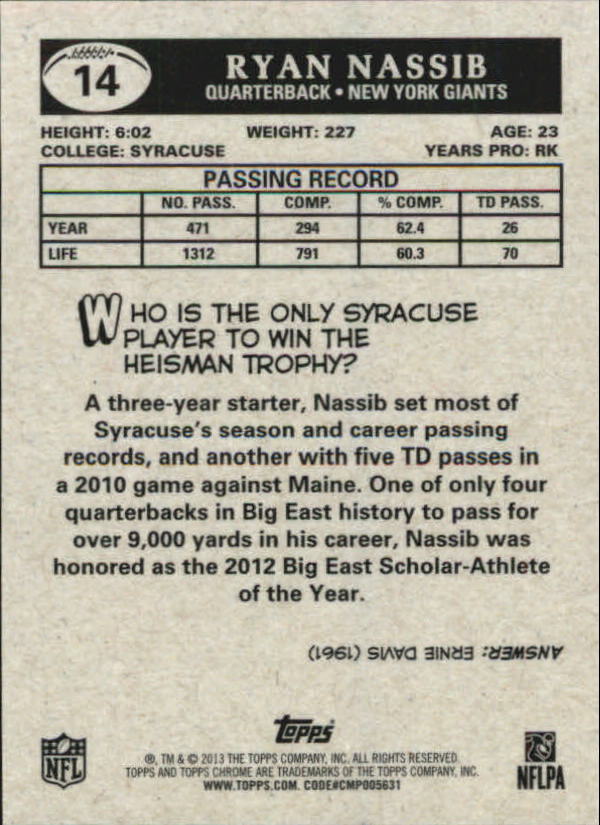 14
RYAN NASSIB
QUARTERBACK • NEW YORK GIANTS
HEIGHT: 6:02 WEIGHT: 227 AGE: 23
COLLEGE: SYRACUSE YEARS PRO: RK
PASSING RECORD
NO. PASS. COMP. % COMP. TD PASS.
YEAR 471 294 62.4 26
LIFE 1312 791 60.3 70
WHO IS THE ONLY SYRACUSE
PLAYER TO WIN THE
HEISMAN TROPHY?
A three-year starter, Nassib set most of
Syracuse's season and career passing
records, and another with five TD passes in
a 2010 game against Maine. One of only four
quarterbacks in Big East history to pass for
over 9,000 yards in his career, Nassib was
honored as the 2012 Big East Scholar-Athlete
of the Year.
ANSWER: ERNIE DAVIS (1961)
topps
®, TM & © 2013 THE TOPPS COMPANY, INC. ALL RIGHTS RESERVED.
TOPPS AND TOPPS CHROME ARE TRADEMARKS OF THE TOPPS COMPANY, INC.
WWW.TOPPS.COM. CODE#CMP005631
NFL
NFLPA